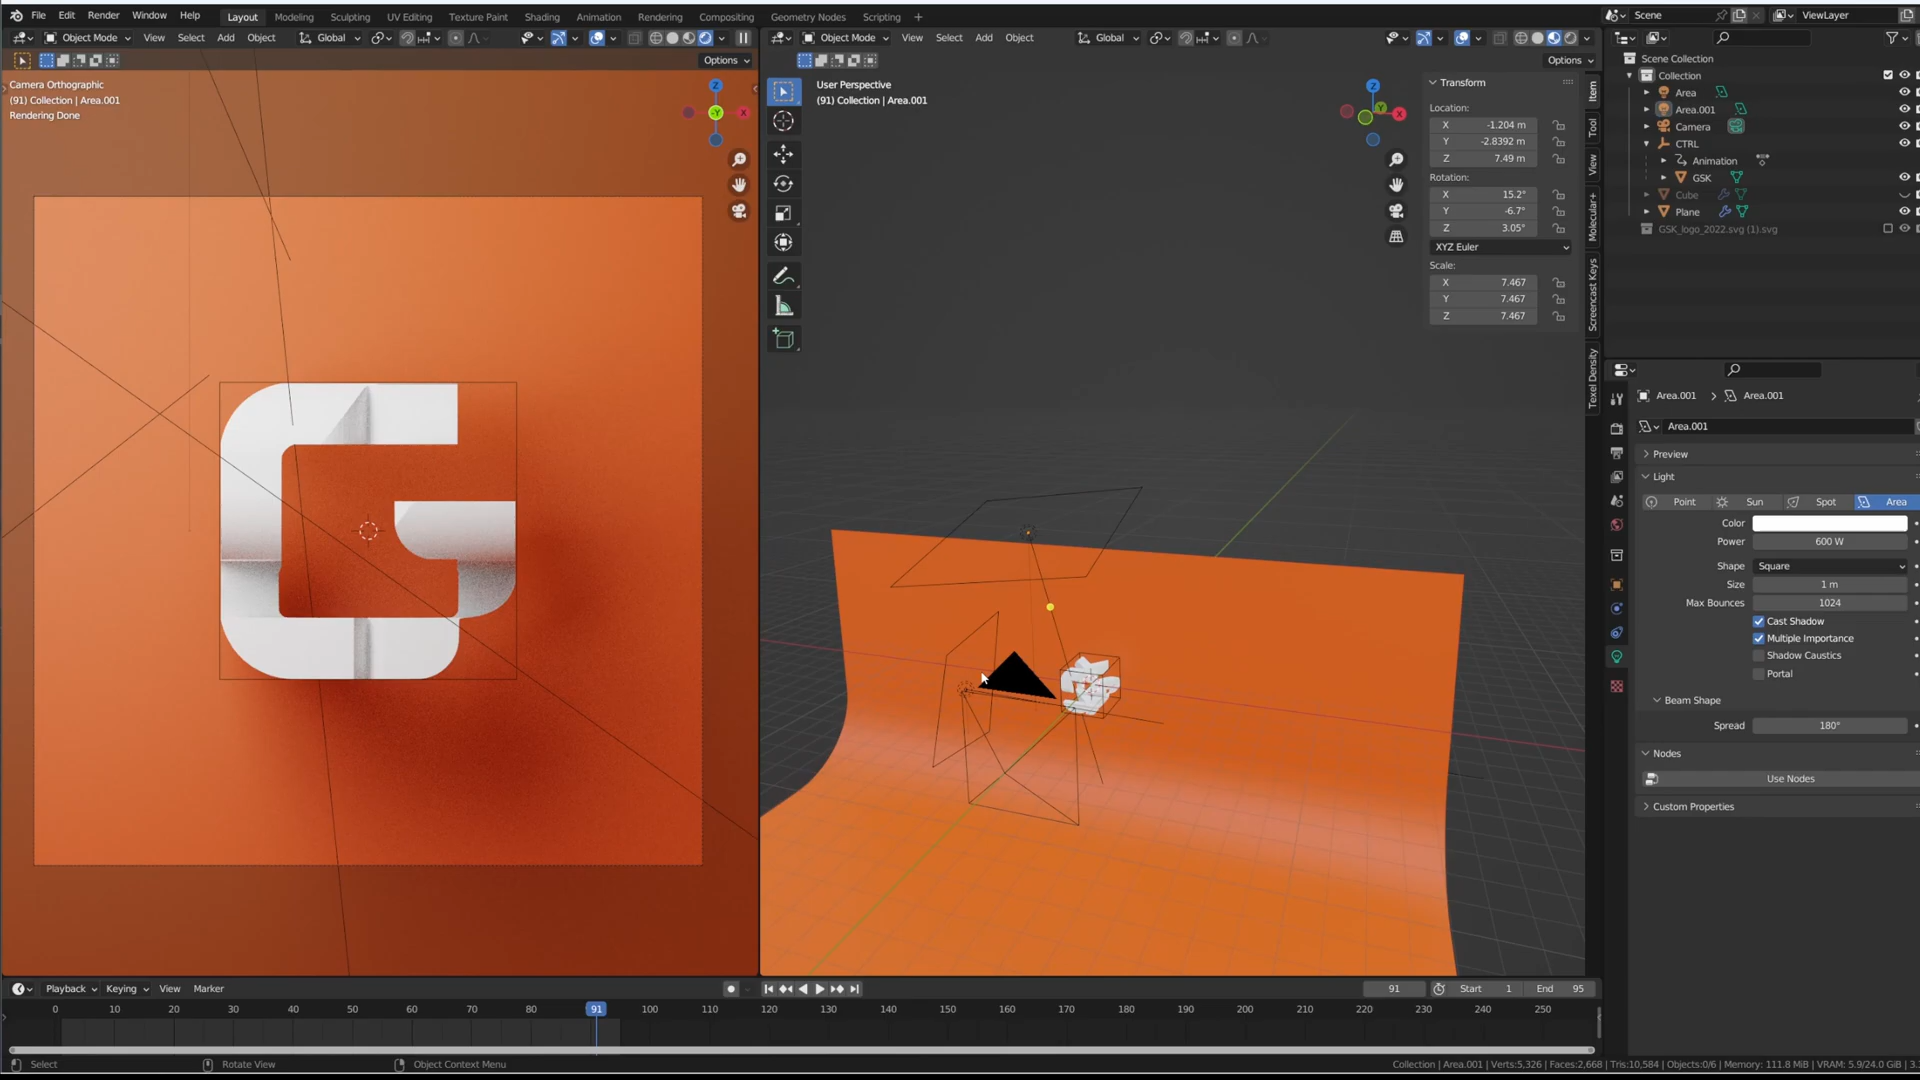 File Edit Render Window Help Layout Modeling Sculpting UV Editing Texture Paint Shading Animation Rendering Compositing Geometry Nodes Scripting + Scene ViewLayer
Object Mode View Select Add Object Global Object Mode View Select Add Object Global
Options Options
Camera Orthographic
(91) Collection | Area.001
Rendering Done
Z
Y
X
User Perspective
(91) Collection | Area.001
Z
Y
X
Transform
Location:
X -1.204 m
Y -2.8392 m
Z 7.49 m
Rotation:
X 15.2°
Y -6.7°
Z 3.05°
XYZ Euler
Scale:
X 7.467
Y 7.467
Z 7.467
Item
Tool
View
Molecular+
Screencast Keys
Texel Density
Scene Collection
Collection
Area
Area.001
Camera
CTRL
Animation
GSK
Cube
Plane
GSK_logo_2022.svg (1).svg
Area.001 > Area.001
Area.001
Preview
Light
Point Sun Spot Area
Color
Power 600 W
Shape Square
Size 1 m
Max Bounces 1024
Cast Shadow
Multiple Importance
Shadow Caustics
Portal
Beam Shape
Spread 180°
Nodes
Use Nodes
Custom Properties
Playback Keying View Marker 91 Start 1 End 95
0 10 20 30 40 50 60 70 80 91 100 110 120 130 140 150 160 170 180 190 200 210 220 230 240 250
Select Rotate View Object Context Menu Collection | Area.001 | Verts:5,326 | Faces:2,668 | Tris:10,584 | Objects:0/6 | Memory: 111.8 MiB | VRAM: 5.9/24.0 GiB | 3.